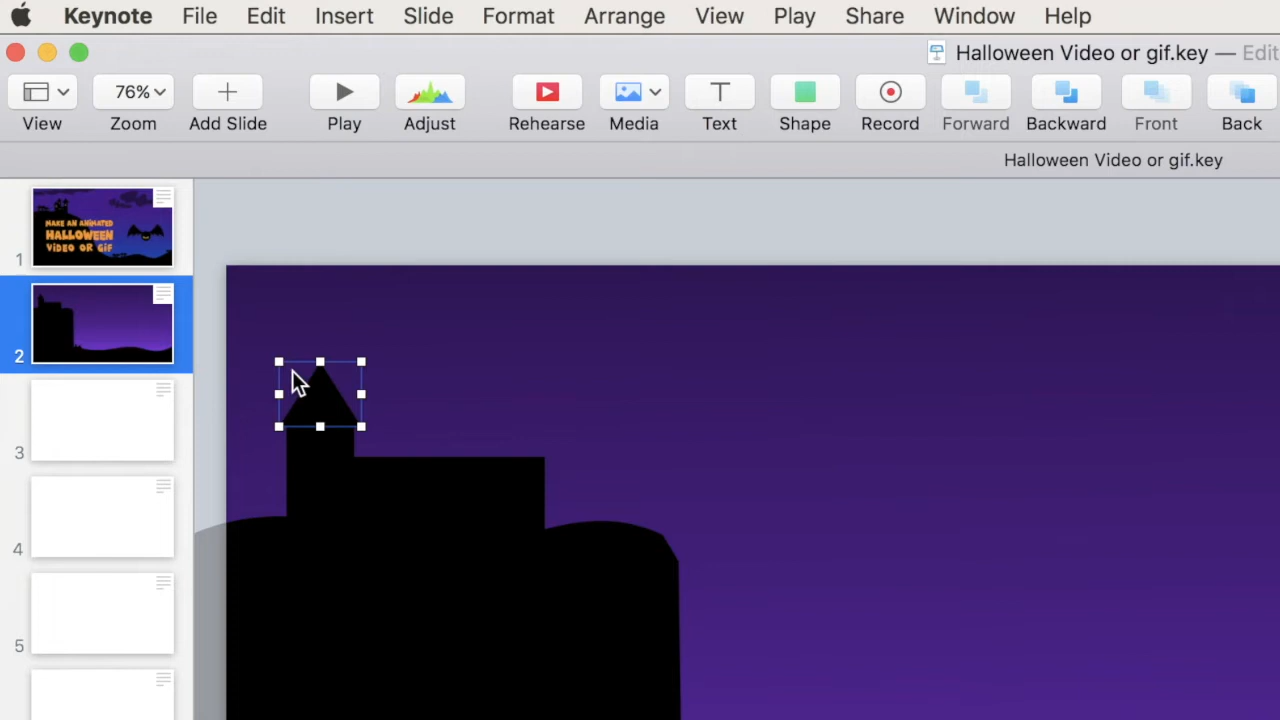 Keynote File Edit Insert Slide Format Arrange View Play Share Window Help
Halloween Video or gif.key — Edit
76%
View Zoom Add Slide Play Adjust Rehearse Media Text Shape Record Forward Backward Front Back
Halloween Video or gif.key
MAKE AN ANIMATED
HALLOWEEN
VIDEO OR GIF
1
2
3
4
5